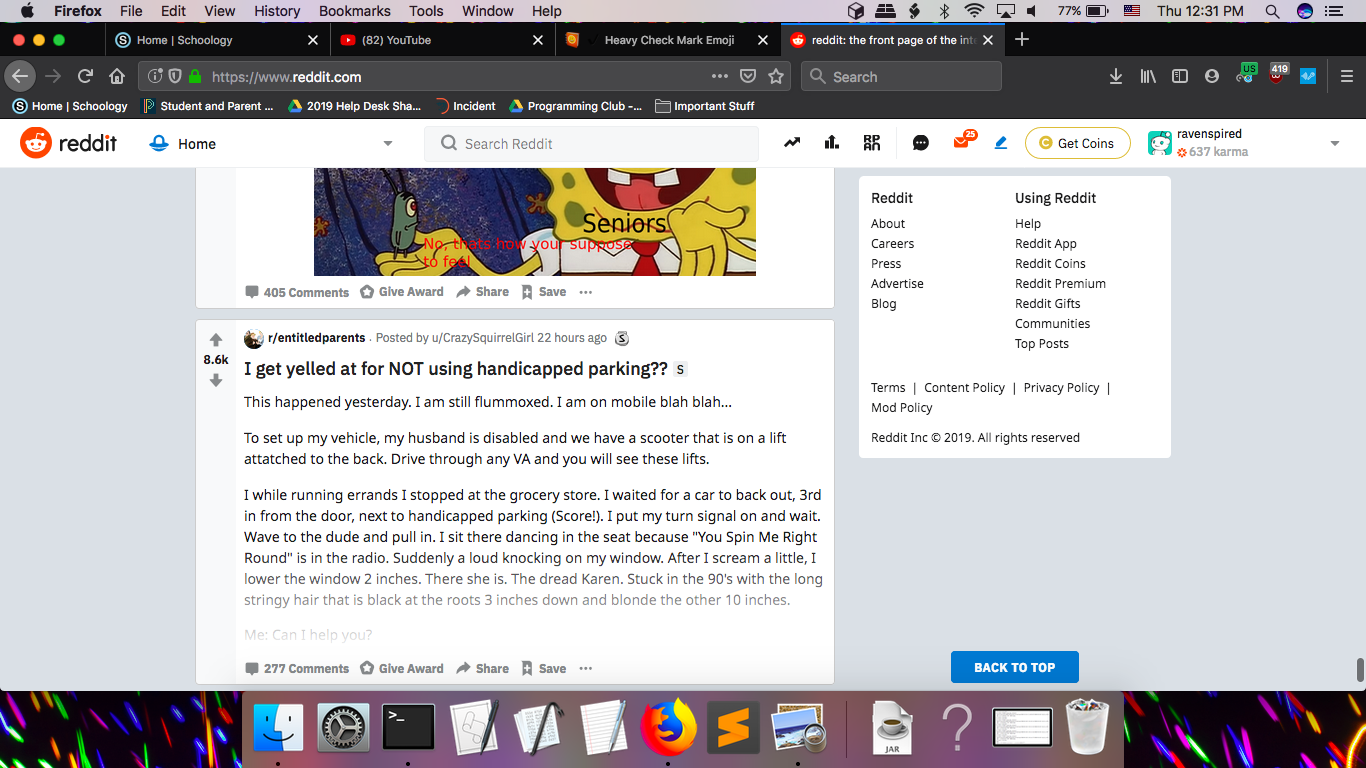 Firefox File Edit View History Bookmarks Tools Window Help 77% Thu 12:31 PM
Home | Schoology (82) YouTube Heavy Check Mark Emoji reddit: the front page of the inte
https://www.reddit.com Search US 419
Home | Schoology Student and Parent ... 2019 Help Desk Sha... Incident Programming Club -... Important Stuff
reddit Home Search Reddit 25 Get Coins ravenspired
637 karma
Seniors
No, thats how your suppose
to feel
405 Comments Give Award Share Save
r/entitledparents · Posted by u/CrazySquirrelGirl 22 hours ago S
8.6k
I get yelled at for NOT using handicapped parking?? S
This happened yesterday. I am still flummoxed. I am on mobile blah blah...
To set up my vehicle, my husband is disabled and we have a scooter that is on a lift
attatched to the back. Drive through any VA and you will see these lifts.
I while running errands I stopped at the grocery store. I waited for a car to back out, 3rd
in from the door, next to handicapped parking (Score!). I put my turn signal on and wait.
Wave to the dude and pull in. I sit there dancing in the seat because "You Spin Me Right
Round" is in the radio. Suddenly a loud knocking on my window. After I scream a little, I
lower the window 2 inches. There she is. The dread Karen. Stuck in the 90's with the long
stringy hair that is black at the roots 3 inches down and blonde the other 10 inches.
Me: Can I help you?
277 Comments Give Award Share Save
Reddit Using Reddit
About Help
Careers Reddit App
Press Reddit Coins
Advertise Reddit Premium
Blog Reddit Gifts
Communities
Top Posts
Terms | Content Policy | Privacy Policy |
Mod Policy
Reddit Inc © 2019. All rights reserved
BACK TO TOP
>_
JAR